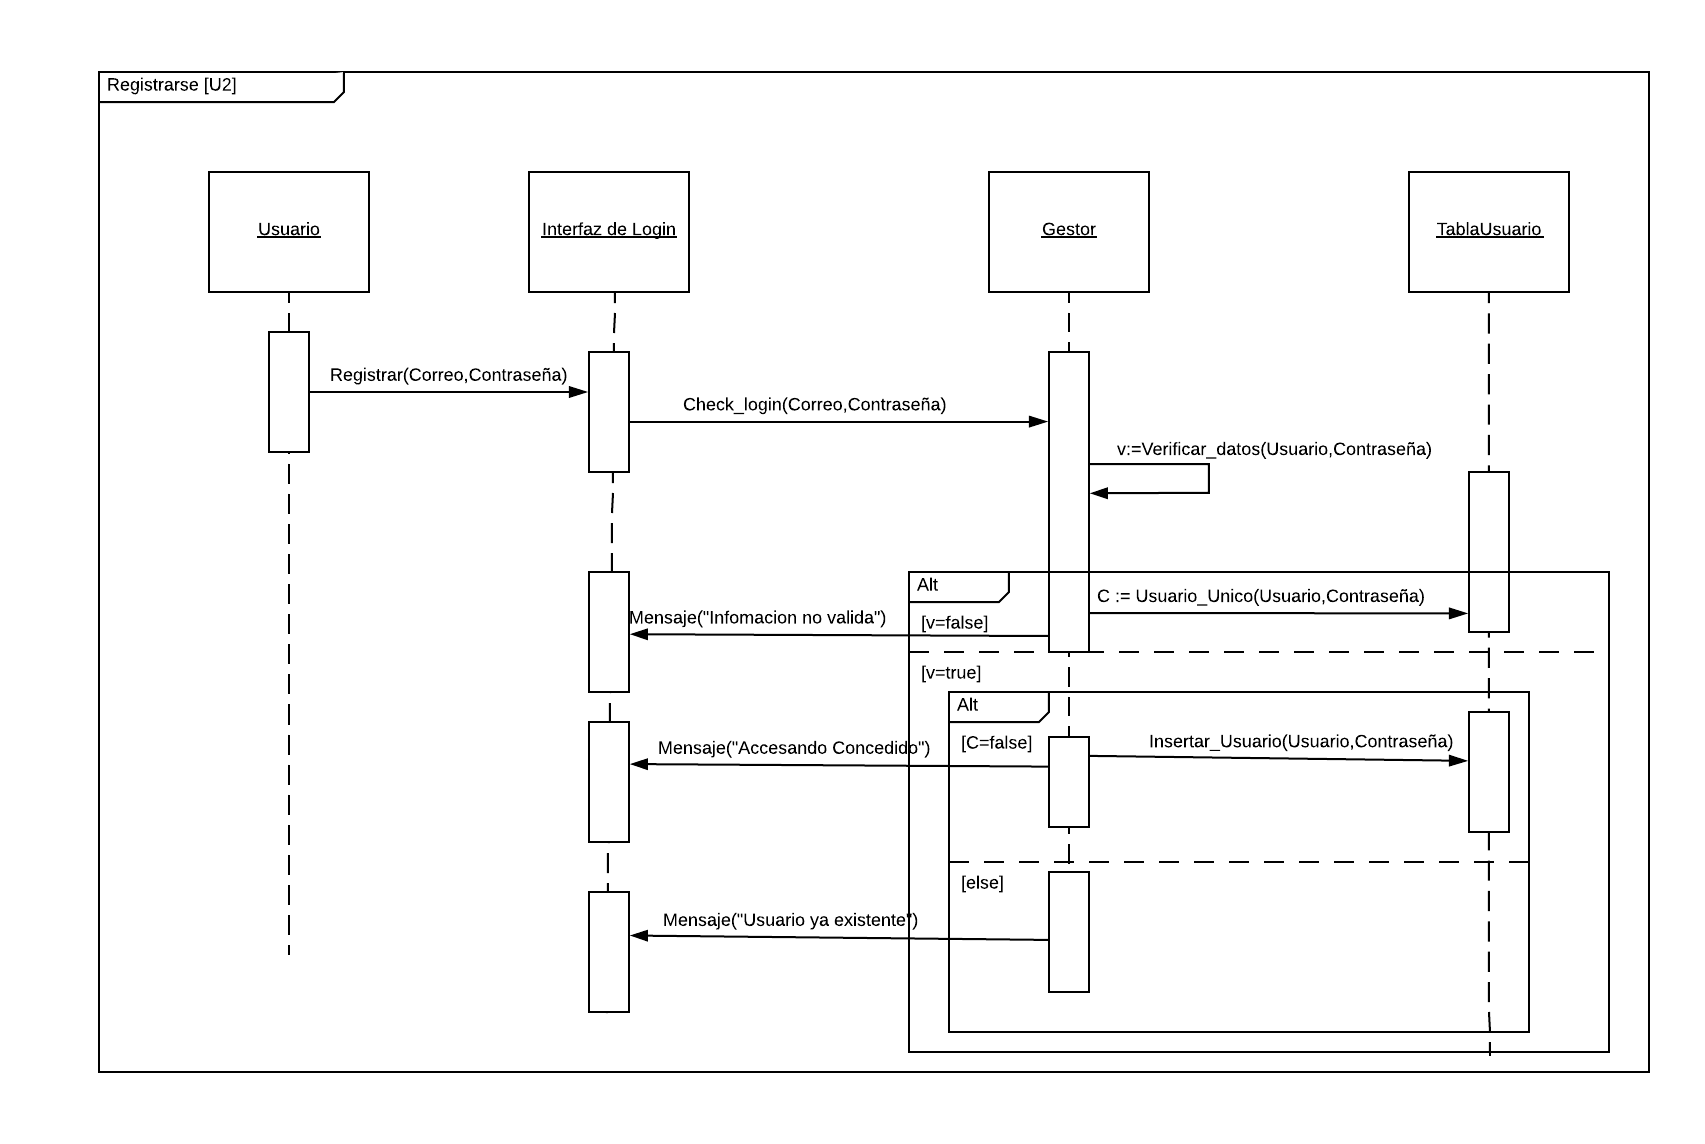 Registrarse [U2]
Usuario
Interfaz de Login
Gestor
TablaUsuario
Registrar(Correo,Contraseña)
Check_login(Correo,Contraseña)
v:=Verificar_datos(Usuario,Contraseña)
Alt
C := Usuario_Unico(Usuario,Contraseña)
Mensaje("Infomacion no valida")
[v=false]
[v=true]
Alt
[C=false]
Insertar_Usuario(Usuario,Contraseña)
Mensaje("Accesando Concedido")
[else]
Mensaje("Usuario ya existente")